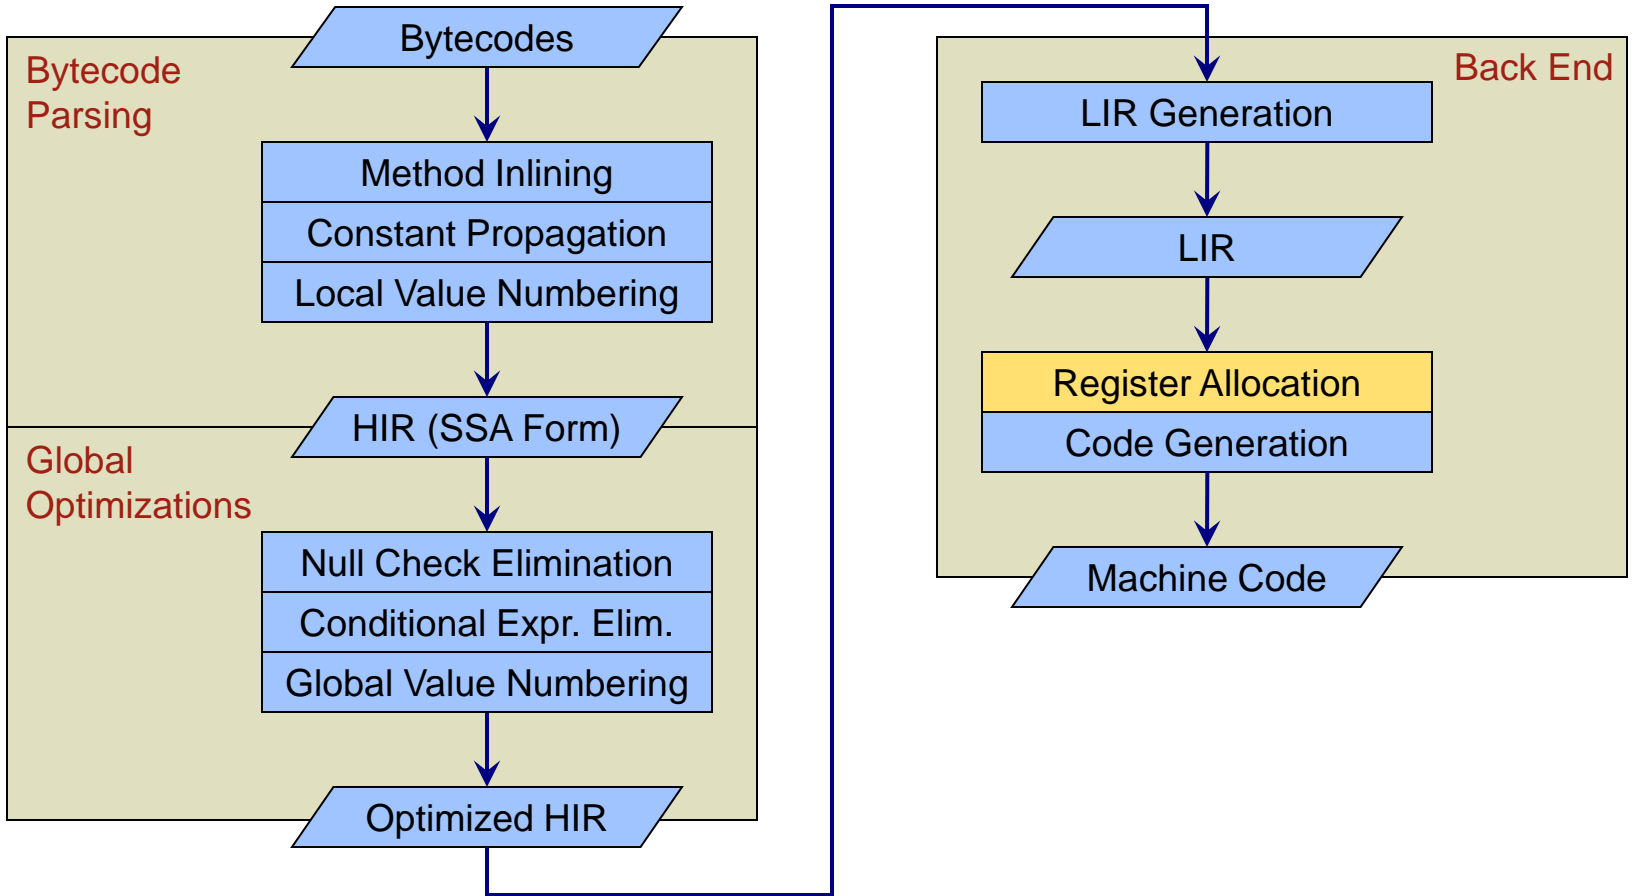 Bytecodes
Bytecode
Parsing
Method Inlining
Constant Propagation
Local Value Numbering
HIR (SSA Form)
Global
Optimizations
Null Check Elimination
Conditional Expr. Elim.
Global Value Numbering
Optimized HIR
Back End
LIR Generation
LIR
Register Allocation
Code Generation
Machine Code